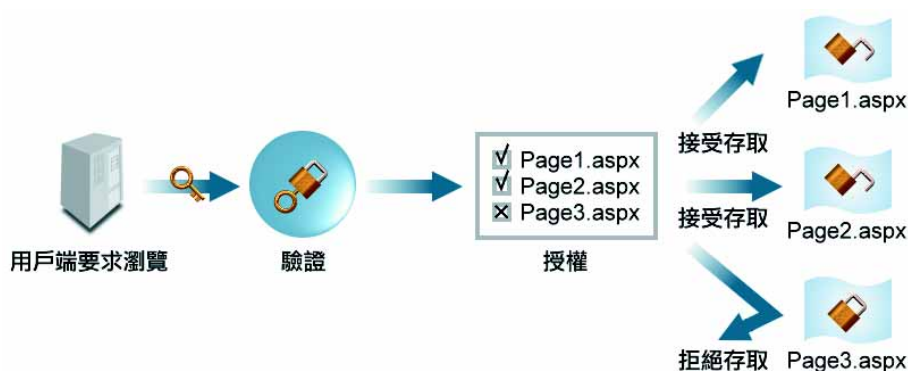 用戶端要求瀏覽
驗證
Page1.aspx
Page2.aspx
Page3.aspx
授權
接受存取
Page1.aspx
接受存取
Page2.aspx
拒絕存取
Page3.aspx